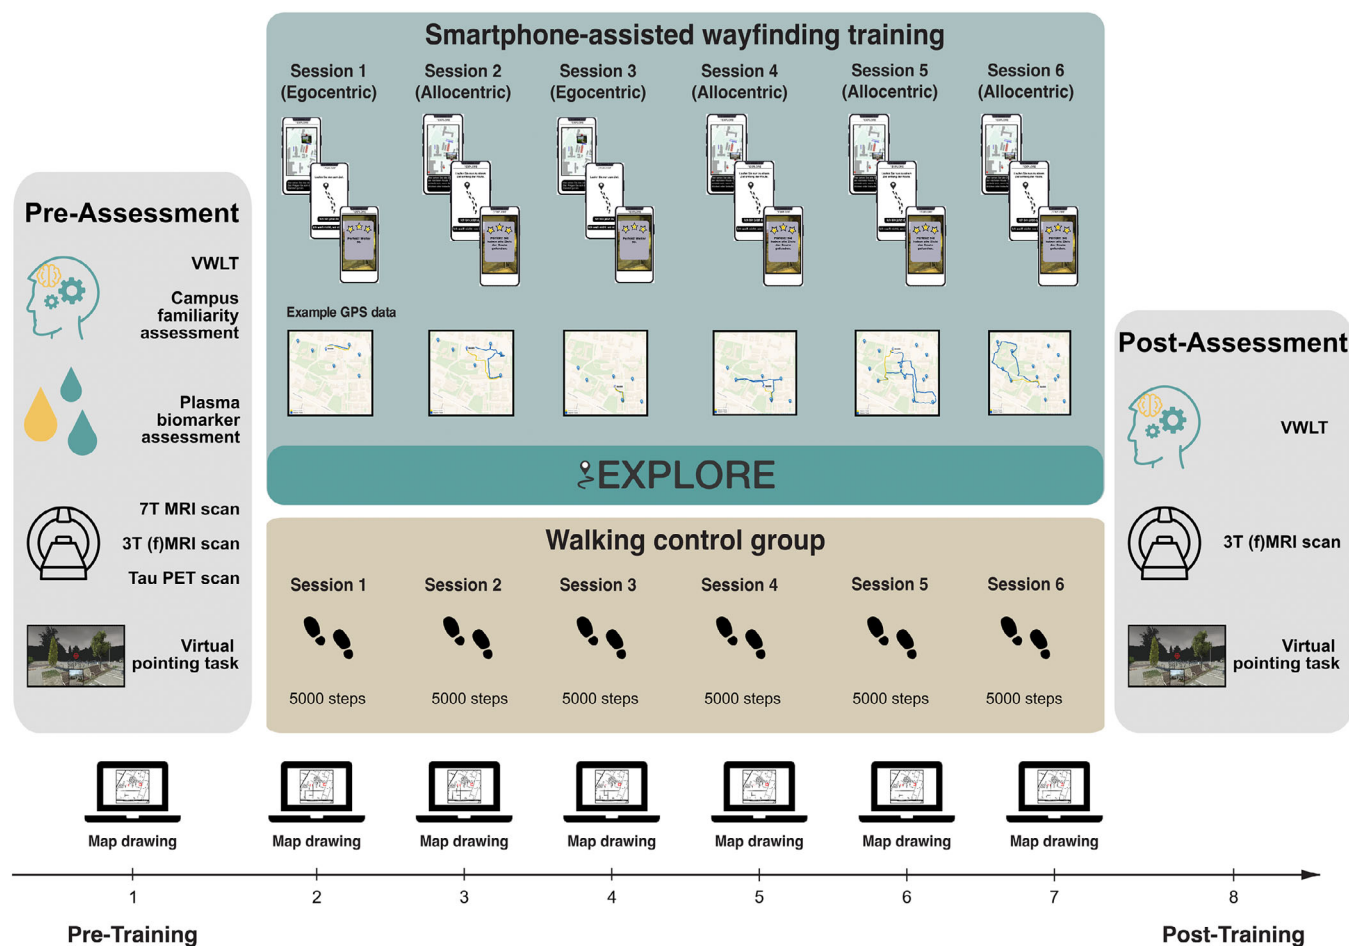 Smartphone-assisted wayfinding training
Session 1
(Egocentric)
Session 2
(Allocentric)
Session 3
(Egocentric)
Session 4
(Allocentric)
Session 5
(Allocentric)
Session 6
(Allocentric)
Example GPS data
EXPLORE
Pre-Assessment
VWLT
Campus
familiarity
assessment
Plasma
biomarker
assessment
7T MRI scan
3T (f)MRI scan
Tau PET scan
Virtual
pointing task
Walking control group
Session 1
Session 2
Session 3
Session 4
Session 5
Session 6
5000 steps
5000 steps
5000 steps
5000 steps
5000 steps
5000 steps
Post-Assessment
VWLT
3T (f)MRI scan
Virtual
pointing task
Map drawing
Map drawing
Map drawing
Map drawing
Map drawing
Map drawing
Map drawing
1
2
3
4
5
6
7
8
Pre-Training
Post-Training